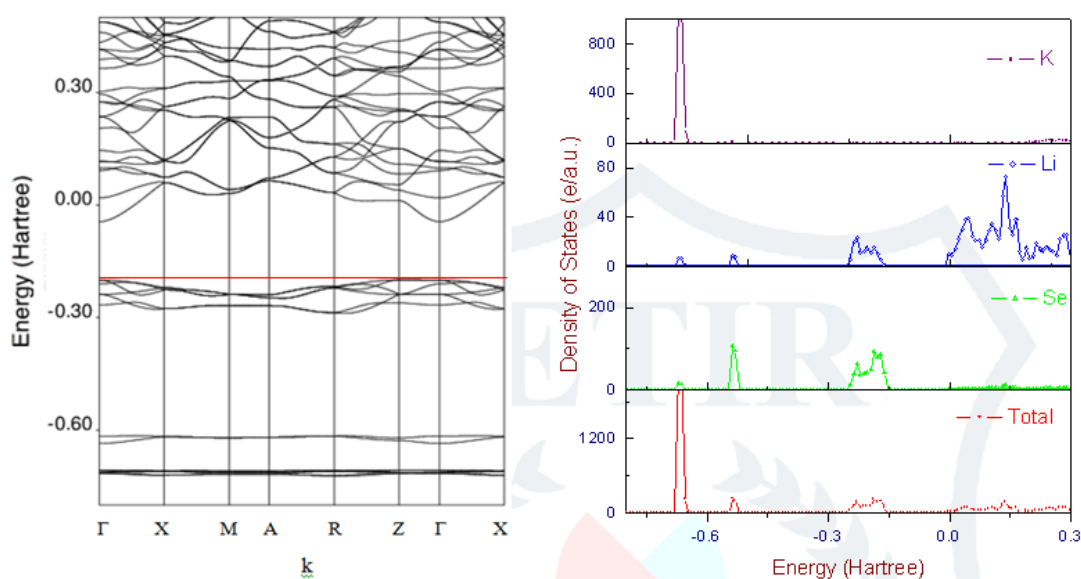 Energy (Hartree)
0.30
0.00
-0.30
-0.60
Γ X M A R Z Γ X
k
Density of States (e/a.u.)
800
400
0
K
80
40
0
Li
200
0
Se
1200
0
Total
-0.6 -0.3 0.0 0.3
Energy (Hartree)
ETIR